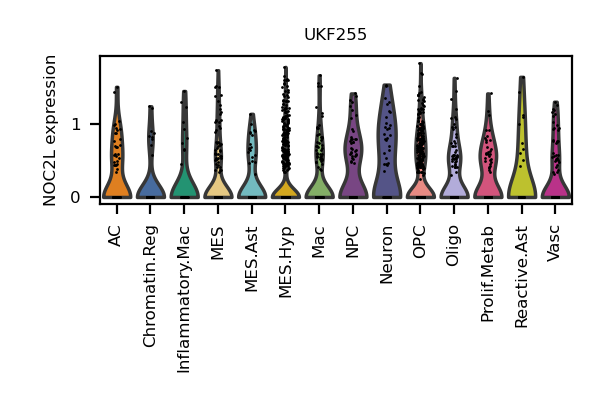 UKF255
NOC2L expression
1
0
AC
Chromatin.Reg
Inflammatory.Mac
MES
MES.Ast
MES.Hyp
Mac
NPC
Neuron
OPC
Oligo
Prolif.Metab
Reactive.Ast
Vasc